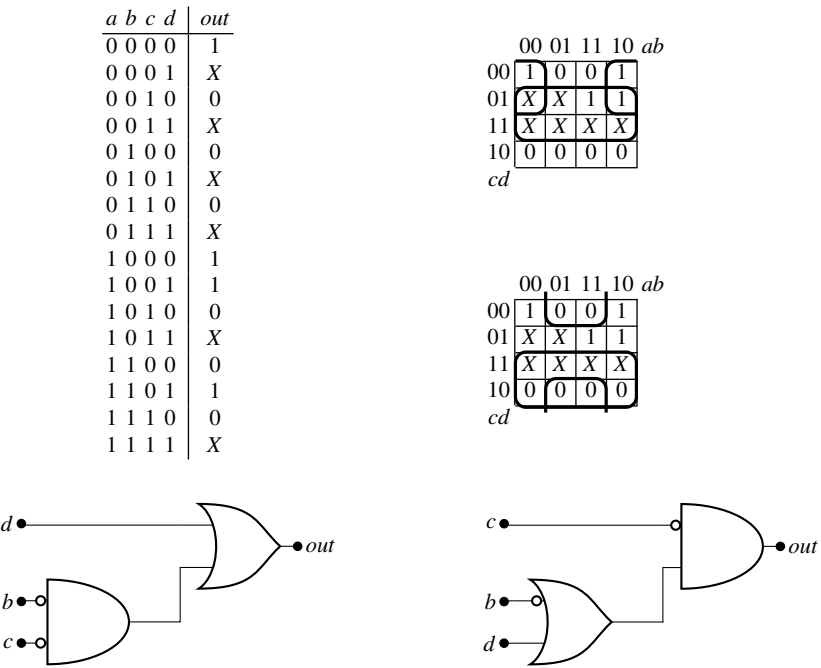 a b c d out
0 0 0 0 1
0 0 0 1 X
0 0 1 0 0
0 0 1 1 X
0 1 0 0 0
0 1 0 1 X
0 1 1 0 0
0 1 1 1 X
1 0 0 0 1
1 0 0 1 1
1 0 1 0 0
1 0 1 1 X
1 1 0 0 0
1 1 0 1 1
1 1 1 0 0
1 1 1 1 X
00 01 11 10 ab
00 1 0 0 1
01 X X 1 1
11 X X X X
10 0 0 0 0
cd
00 01 11 10 ab
00 1 0 0 1
01 X X 1 1
11 X X X X
10 0 0 0 0
cd
d
out
b
c
c
out
b
d